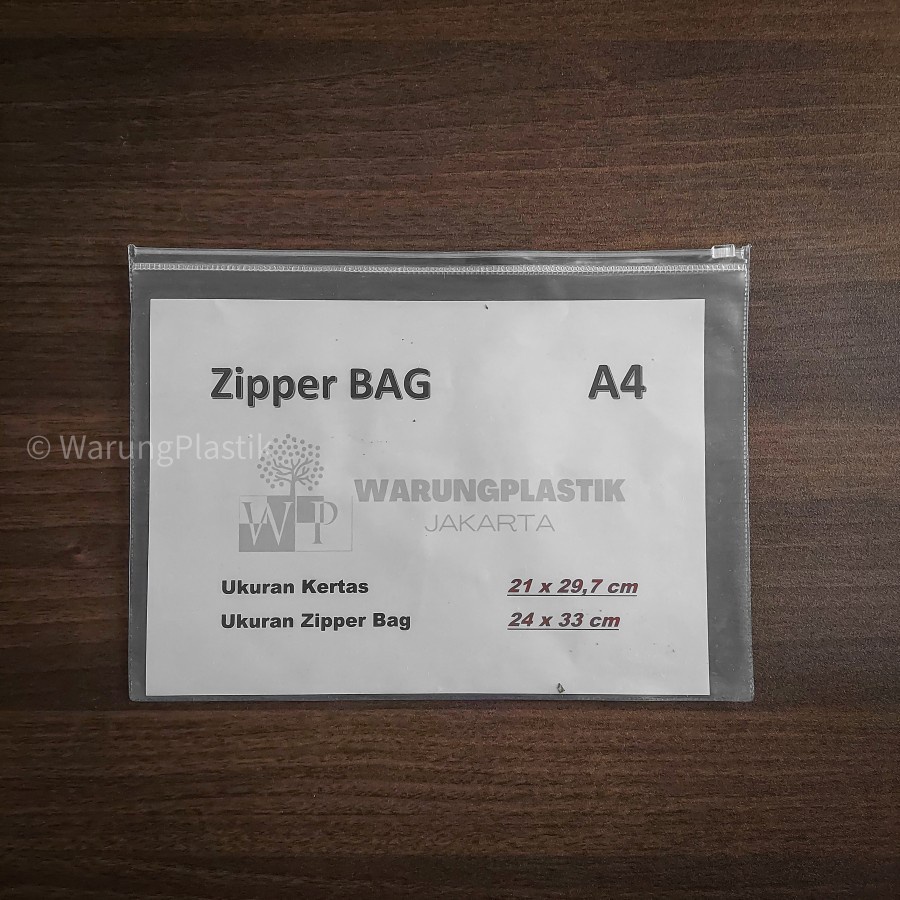 Zipper BAG A4
© WarungPlastik
WP WARUNGPLASTIK
JAKARTA
Ukuran Kertas 21 x 29,7 cm
Ukuran Zipper Bag 24 x 33 cm